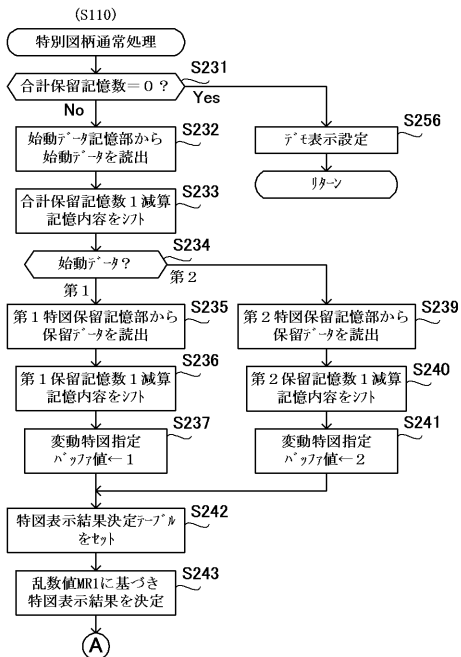 (S110)
特別図柄通常処理
S231
合計保留記憶数=0?
No
Yes
S232
始動データ記憶部から
始動データを読出
S256
デモ表示設定
リターン
S233
合計保留記憶数1減算
記憶内容をシフト
S234
始動データ?
第1
第2
S235
第1特図保留記憶部から
保留データを読出
S239
第2特図保留記憶部から
保留データを読出
S236
第1保留記憶数1減算
記憶内容をシフト
S240
第2保留記憶数1減算
記憶内容をシフト
S237
変動特図指定
バッファ値←1
S241
変動特図指定
バッファ値←2
S242
特図表示結果決定テーブル
をセット
S243
乱数値MR1に基づき
特図表示結果を決定
A